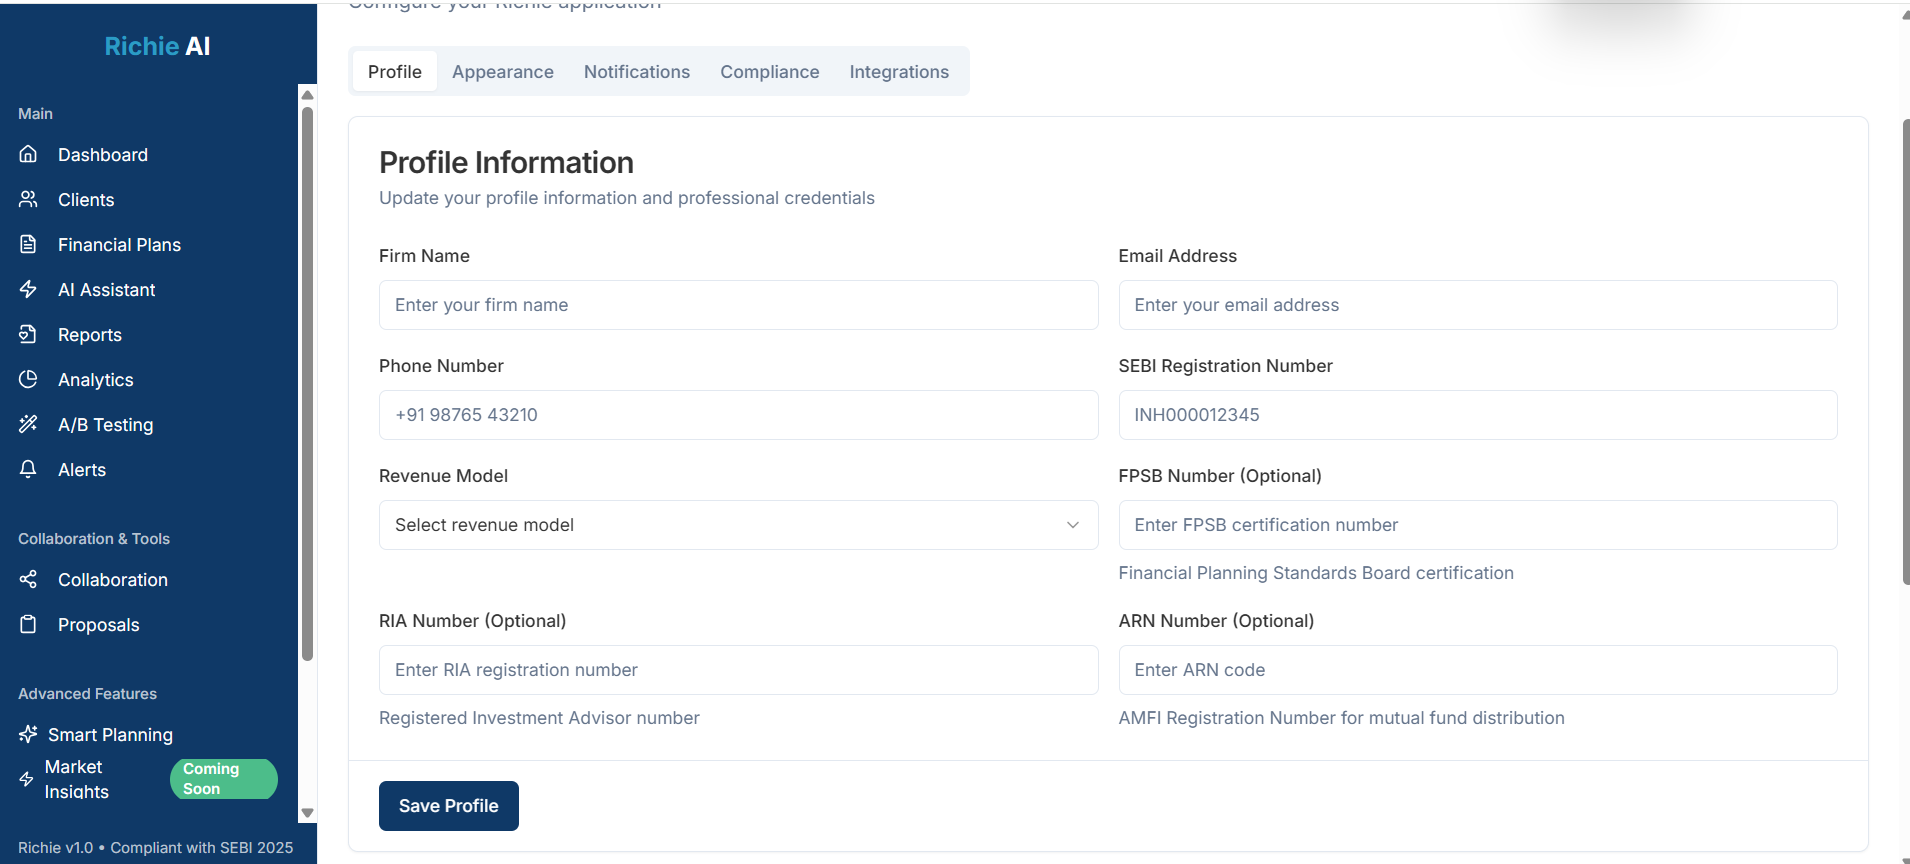 Configure your Richie application
Richie AI
Profile
Appearance
Notifications
Compliance
Integrations
Main
Dashboard
Clients
Financial Plans
AI Assistant
Reports
Analytics
A/B Testing
Alerts
Collaboration & Tools
Collaboration
Proposals
Advanced Features
Smart Planning
Market
Insights
Coming
Soon
Richie v1.0 • Compliant with SEBI 2025
Profile Information
Update your profile information and professional credentials
Firm Name
Enter your firm name
Email Address
Enter your email address
Phone Number
+91 98765 43210
SEBI Registration Number
INH000012345
Revenue Model
Select revenue model
FPSB Number (Optional)
Enter FPSB certification number
Financial Planning Standards Board certification
RIA Number (Optional)
Enter RIA registration number
Registered Investment Advisor number
ARN Number (Optional)
Enter ARN code
AMFI Registration Number for mutual fund distribution
Save Profile